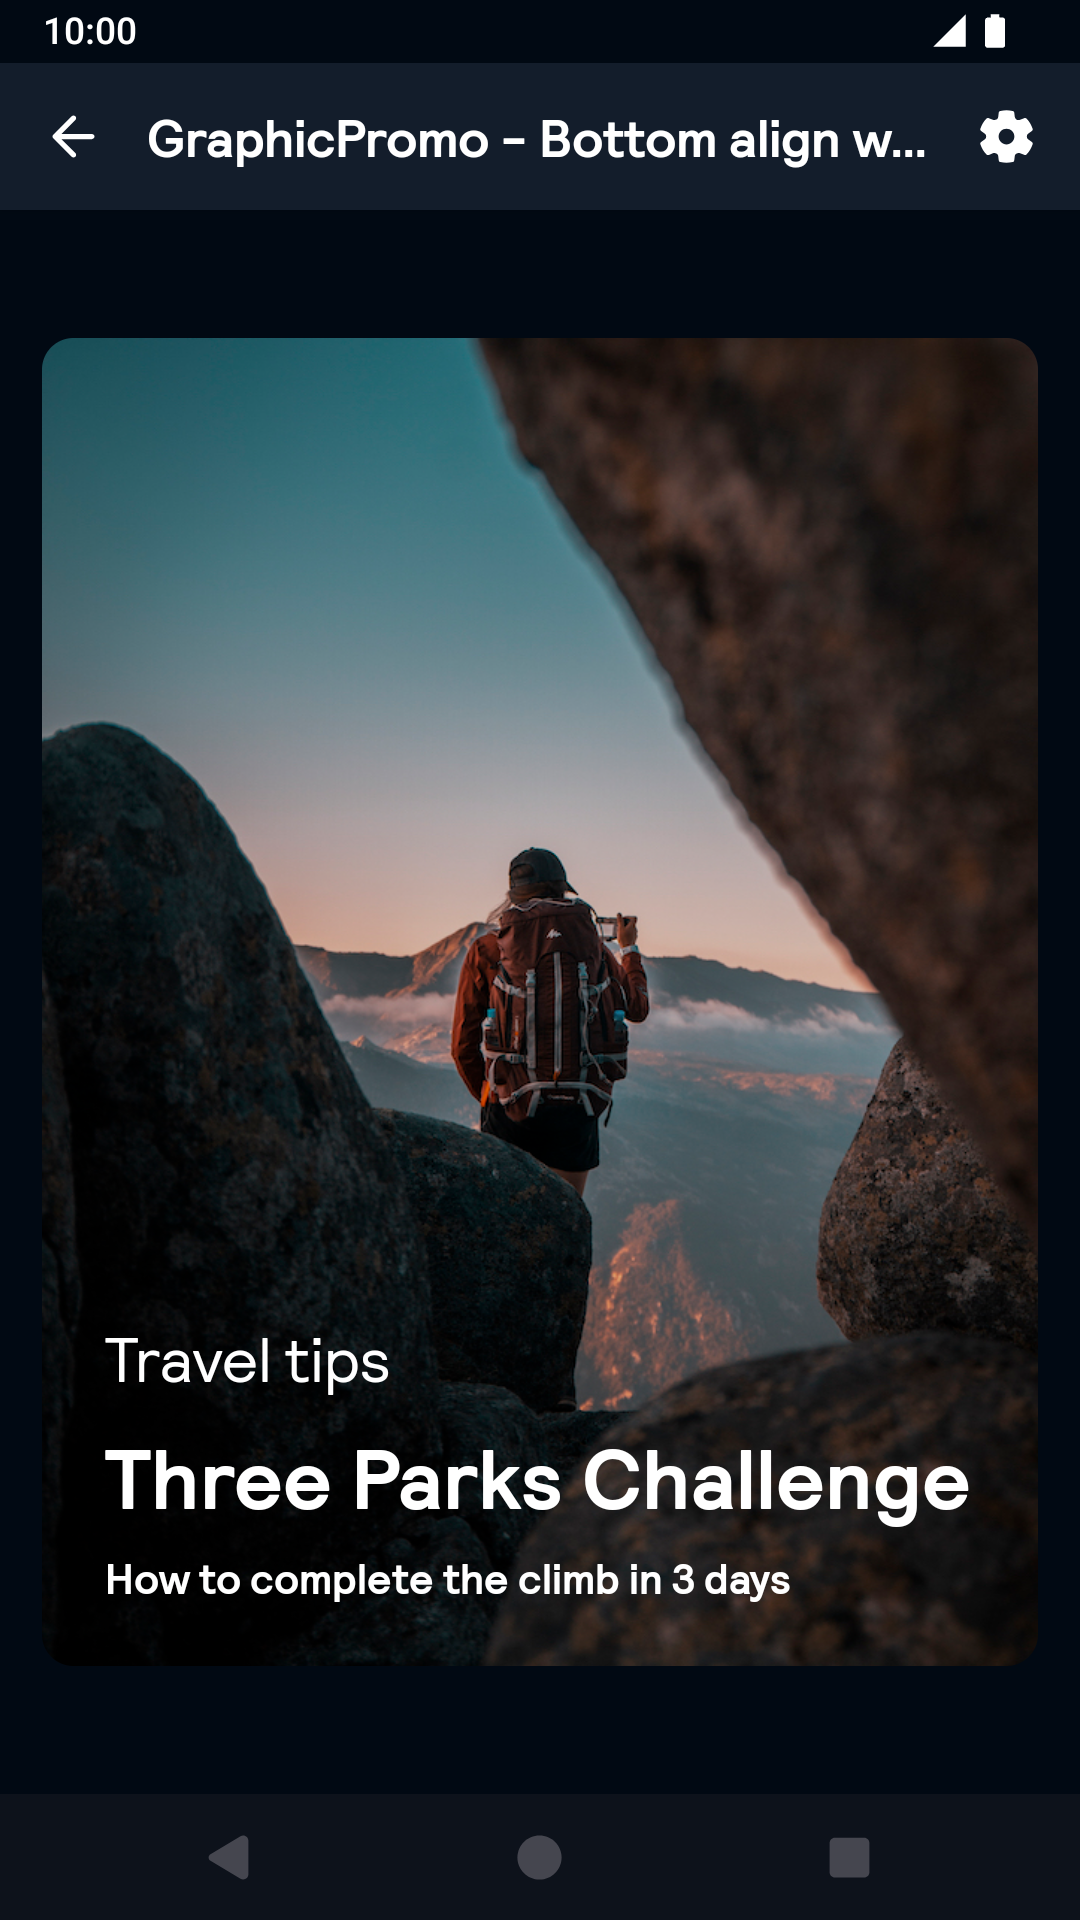 10:00
GraphicPromo - Bottom align w...
Travel tips
Three Parks Challenge
How to complete the climb in 3 days